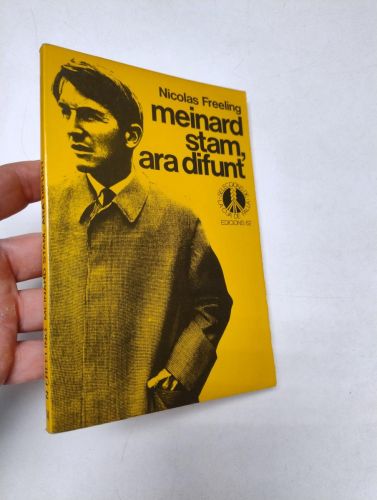 Nicolas Freeling
meinard
stam,
ara difunt
EDICIONS 62